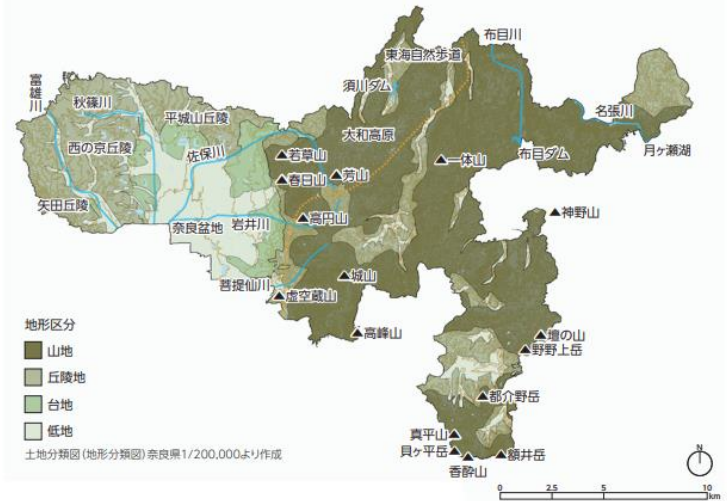 東海自然歩道
布目川
須川ダム
富雄川
秋篠川
平城山丘陵
名張川
大和高原
西の京丘陵
佐保川
若草山
一体山
布目ダム
月ヶ瀬湖
春日山
芳山
矢田丘陵
奈良盆地
岩井川
高円山
神野山
菩提仙川
城山
虚空蔵山
高峰山
壇の山
野野上岳
都介野岳
真平山
貝ヶ平岳
香酔山
額井岳
地形区分
山地
丘陵地
台地
低地
土地分類図(地形分類図)奈良県1/200,000より作成
N
0 2.5 5 10
km